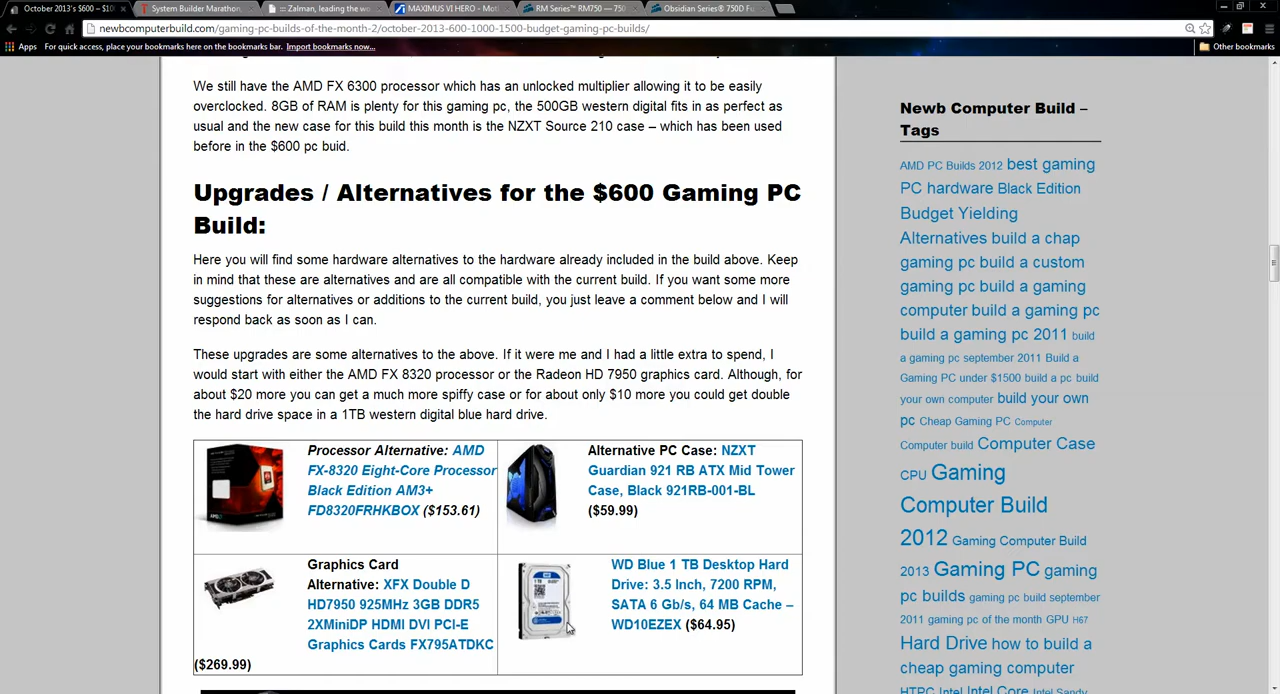 October 2013's $600 – $10
System Builder Marathon,
::: Zalman, leading the wo
MAXIMUS VI HERO - Mot
RM Series™ RM750 — 750
Obsidian Series® 750D Fu
newbcomputerbuild.com/gaming-pc-builds-of-the-month-2/october-2013-600-1000-1500-budget-gaming-pc-builds/
Apps For quick access, place your bookmarks here on the bookmarks bar. Import bookmarks now... Other bookmarks
We still have the AMD FX 6300 processor which has an unlocked multiplier allowing it to be easily
overclocked. 8GB of RAM is plenty for this gaming pc, the 500GB western digital fits in as perfect as
usual and the new case for this build this month is the NZXT Source 210 case – which has been used
before in the $600 pc buid.
Upgrades / Alternatives for the $600 Gaming PC
Build:
Here you will find some hardware alternatives to the hardware already included in the build above. Keep
in mind that these are alternatives and are all compatible with the current build. If you want some more
suggestions for alternatives or additions to the current build, you just leave a comment below and I will
respond back as soon as I can.
These upgrades are some alternatives to the above. If it were me and I had a little extra to spend, I
would start with either the AMD FX 8320 processor or the Radeon HD 7950 graphics card. Although, for
about $20 more you can get a much more spiffy case or for about only $10 more you could get double
the hard drive space in a 1TB western digital blue hard drive.
Processor Alternative: AMD
FX-8320 Eight-Core Processor
Black Edition AM3+
FD8320FRHKBOX ($153.61)
Alternative PC Case: NZXT
Guardian 921 RB ATX Mid Tower
Case, Black 921RB-001-BL
($59.99)
Graphics Card
Alternative: XFX Double D
HD7950 925MHz 3GB DDR5
2XMiniDP HDMI DVI PCI-E
Graphics Cards FX795ATDKC
($269.99)
WD Blue 1 TB Desktop Hard
Drive: 3.5 Inch, 7200 RPM,
SATA 6 Gb/s, 64 MB Cache –
WD10EZEX ($64.95)
Newb Computer Build –
Tags
AMD PC Builds 2012 best gaming
PC hardware Black Edition
Budget Yielding
Alternatives build a chap
gaming pc build a custom
gaming pc build a gaming
computer build a gaming pc
build a gaming pc 2011 build
a gaming pc september 2011 Build a
Gaming PC under $1500 build a pc build
your own computer build your own
pc Cheap Gaming PC Computer
Computer build Computer Case
CPU Gaming
Computer Build
2012 Gaming Computer Build
2013 Gaming PC gaming
pc builds gaming pc build september
2011 gaming pc of the month GPU H67
Hard Drive how to build a
cheap gaming computer
HTPC Intel Intel Core Intel Sandy